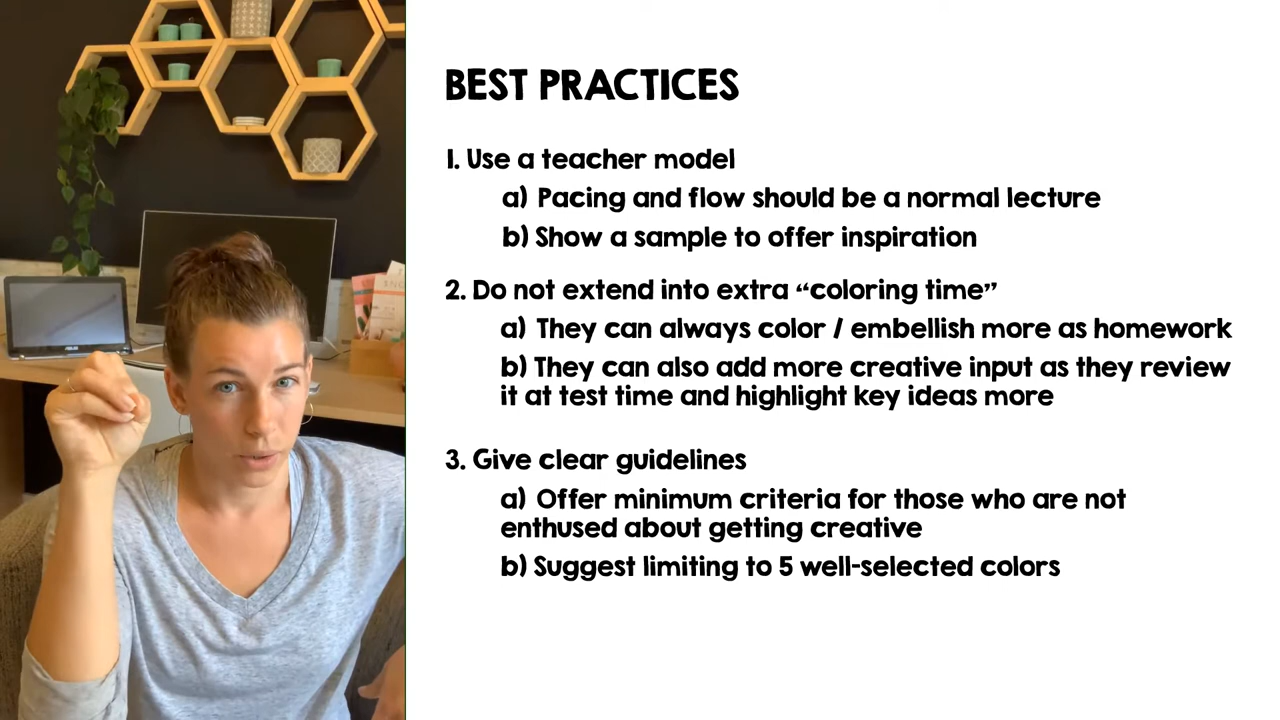 BEST PRACTICES
1. Use a teacher model
a) Pacing and flow should be a normal lecture
b) Show a sample to offer inspiration
2. Do not extend into extra “coloring time”
a) They can always color / embellish more as homework
b) They can also add more creative input as they review
it at test time and highlight key ideas more
3. Give clear guidelines
a) Offer minimum criteria for those who are not
enthused about getting creative
b) Suggest limiting to 5 well-selected colors
ASUS